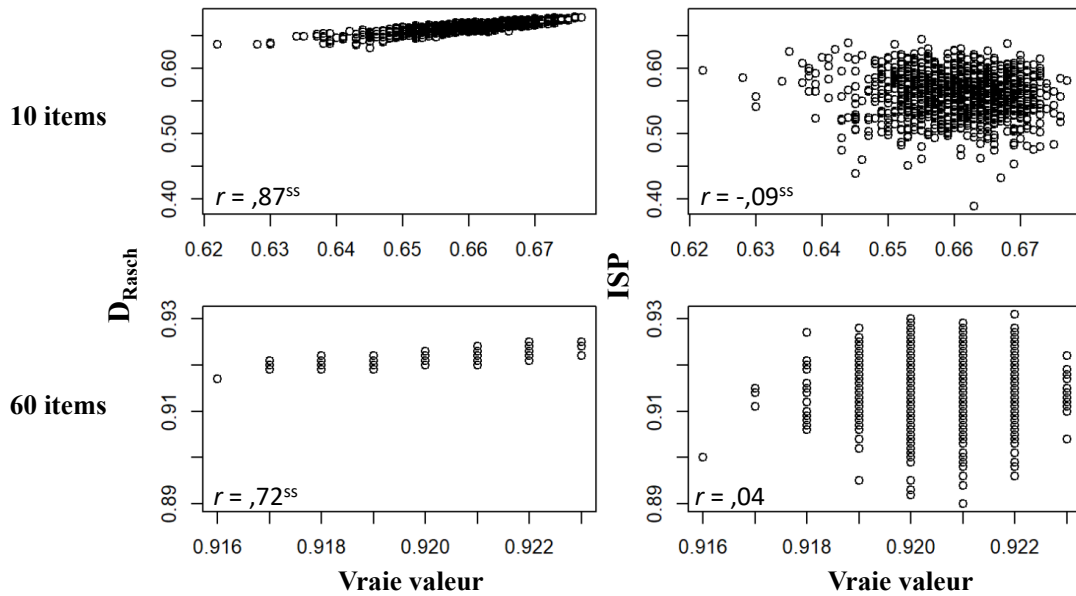 10 items
0.40 0.50 0.60
r = ,87ss
0.62 0.63 0.64 0.65 0.66 0.67
0.40 0.50 0.60
r = -,09ss
0.62 0.63 0.64 0.65 0.66 0.67
DRasch
ISP
60 items
0.89 0.91 0.93
r = ,72ss
0.916 0.918 0.920 0.922
Vraie valeur
0.89 0.91 0.93
r = ,04
0.916 0.918 0.920 0.922
Vraie valeur